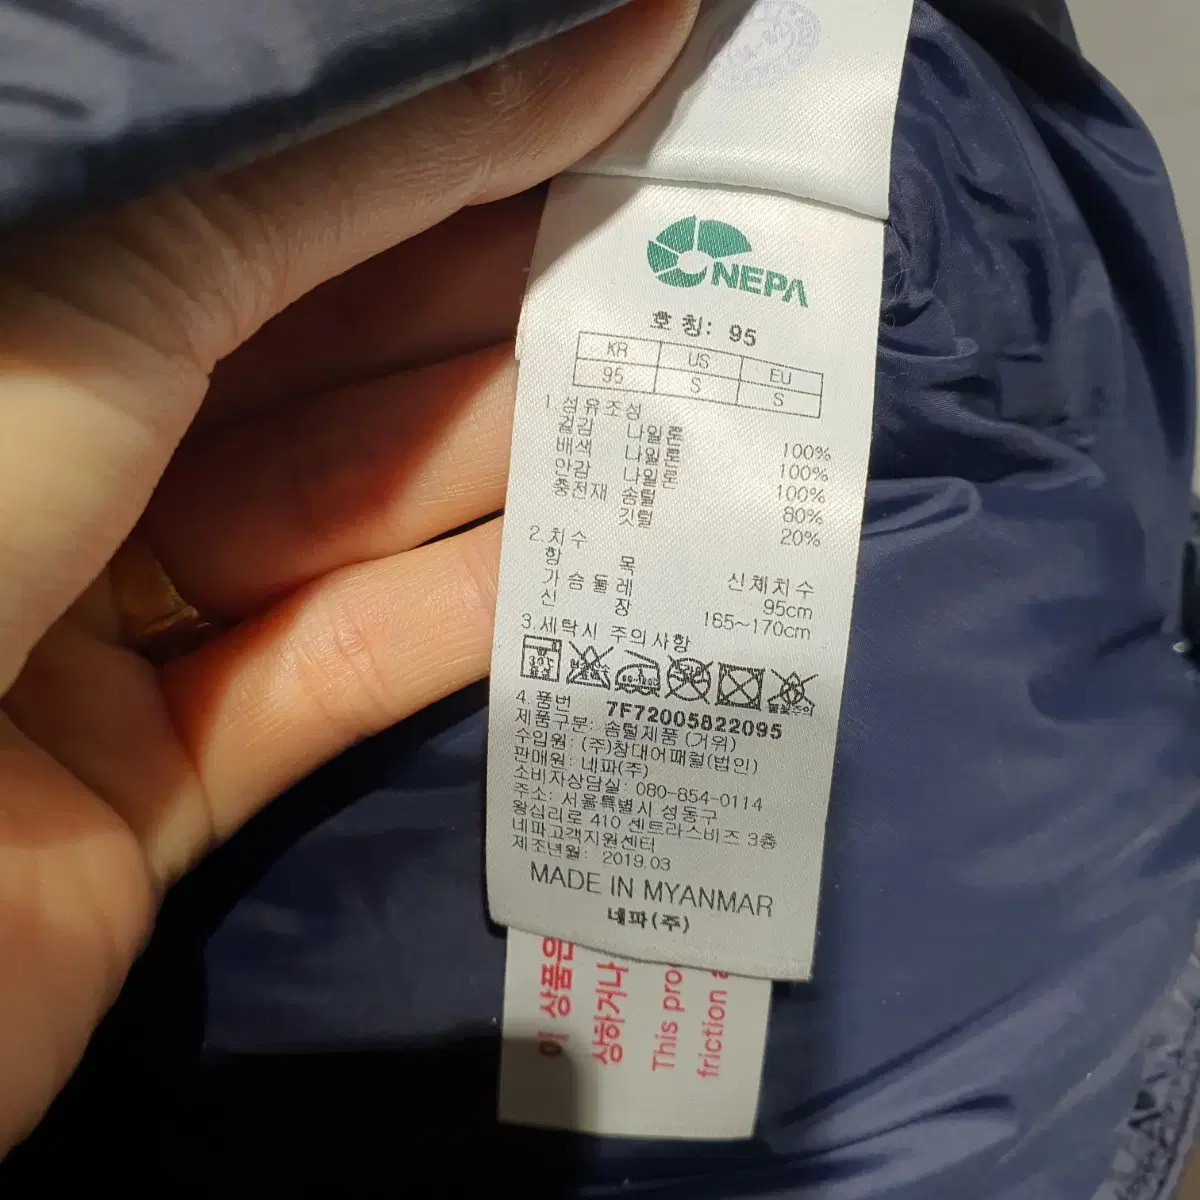 NEPA
호 칭: 95
KR US EU
95 S S
1.섬유조성
겉감 나일론 100%
배색 나일론 100%
안감 나일론 100%
충전재 솜털 80%
깃털 20%
2.치수
항 목 신체치수
가슴둘레 95cm
신 장 165~170cm
3.세탁시 주의사항
4.품번 7F72005822095
제품구분: 솜털제품 (거위)
수입원: (주)창대어패럴(법인)
판매원: 네파(주)
소비자상담실: 080-854-0114
주소: 서울특별시 성동구
왕십리로 410 센트라스비즈 3층
네파고객지원센터
제조년월: 2019.03
MADE IN MYANMAR
네파(주)
이 상품은
상하거나
This pro
friction